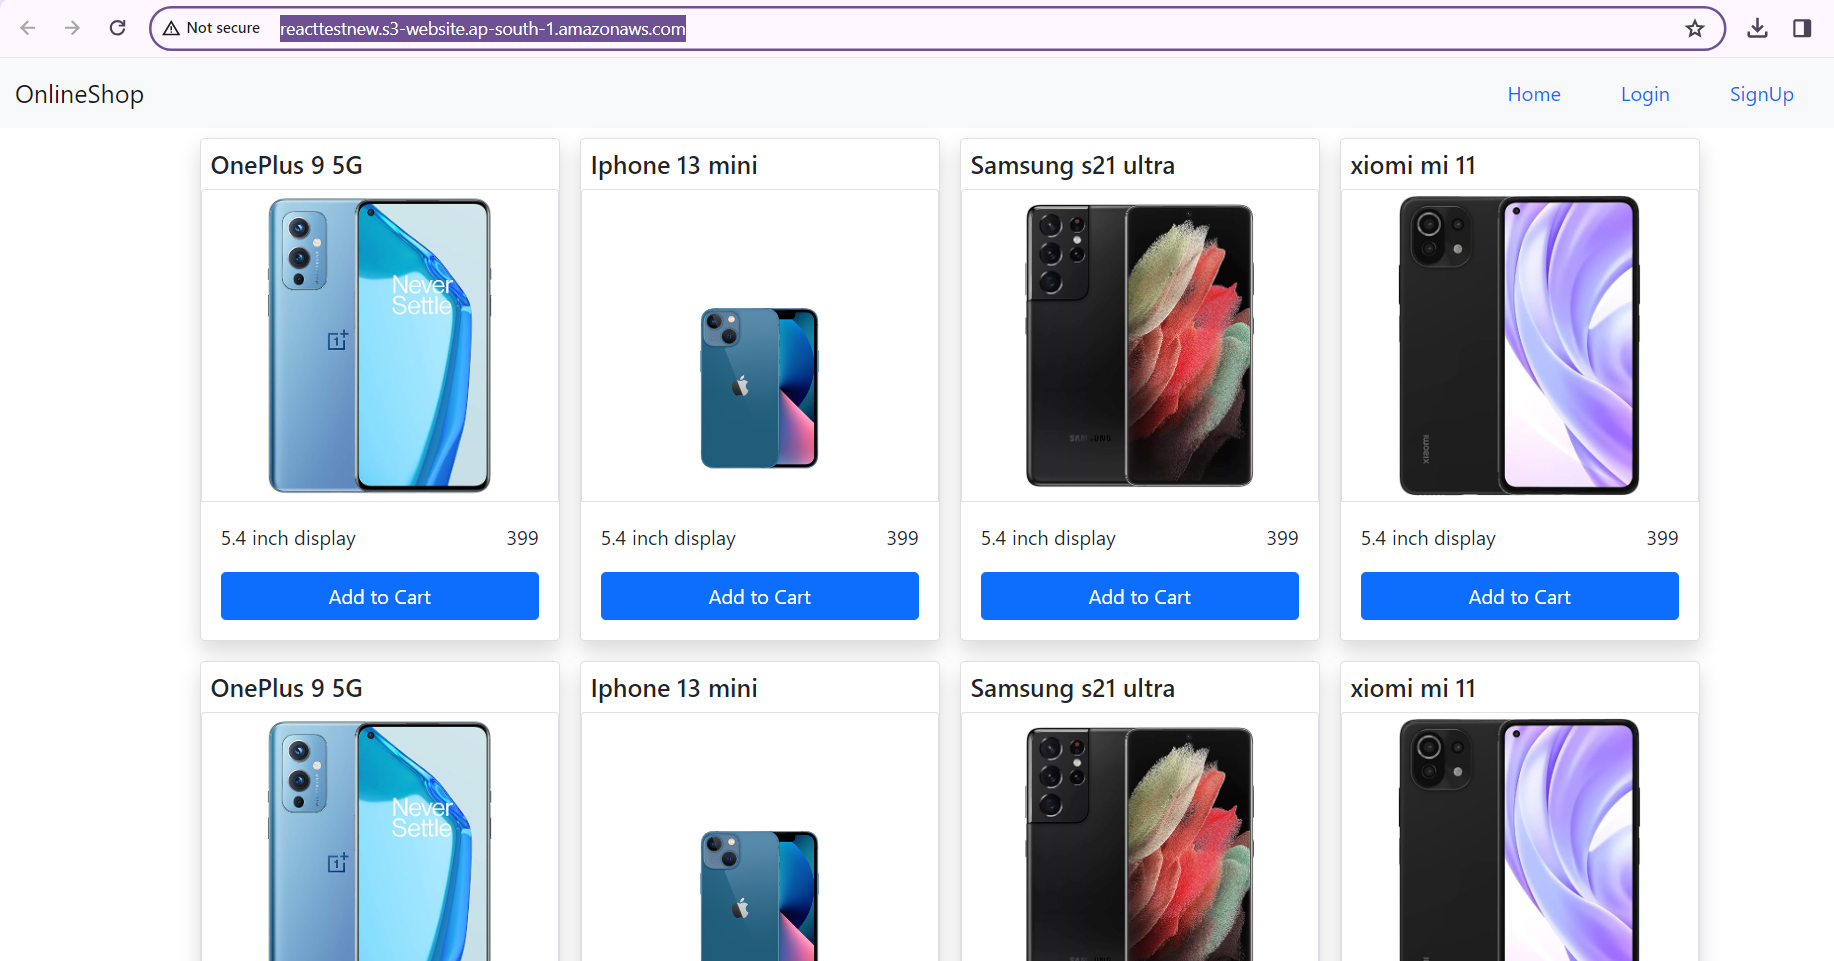 Not secure reacttestnew.s3-website.ap-south-1.amazonaws.com
OnlineShop Home Login SignUp
OnePlus 9 5G Iphone 13 mini Samsung s21 ultra xiomi mi 11
Never
Settle
SAMSUNG
xiaomi
5.4 inch display 399 5.4 inch display 399 5.4 inch display 399 5.4 inch display 399
Add to Cart Add to Cart Add to Cart Add to Cart
OnePlus 9 5G Iphone 13 mini Samsung s21 ultra xiomi mi 11
Never
Settle